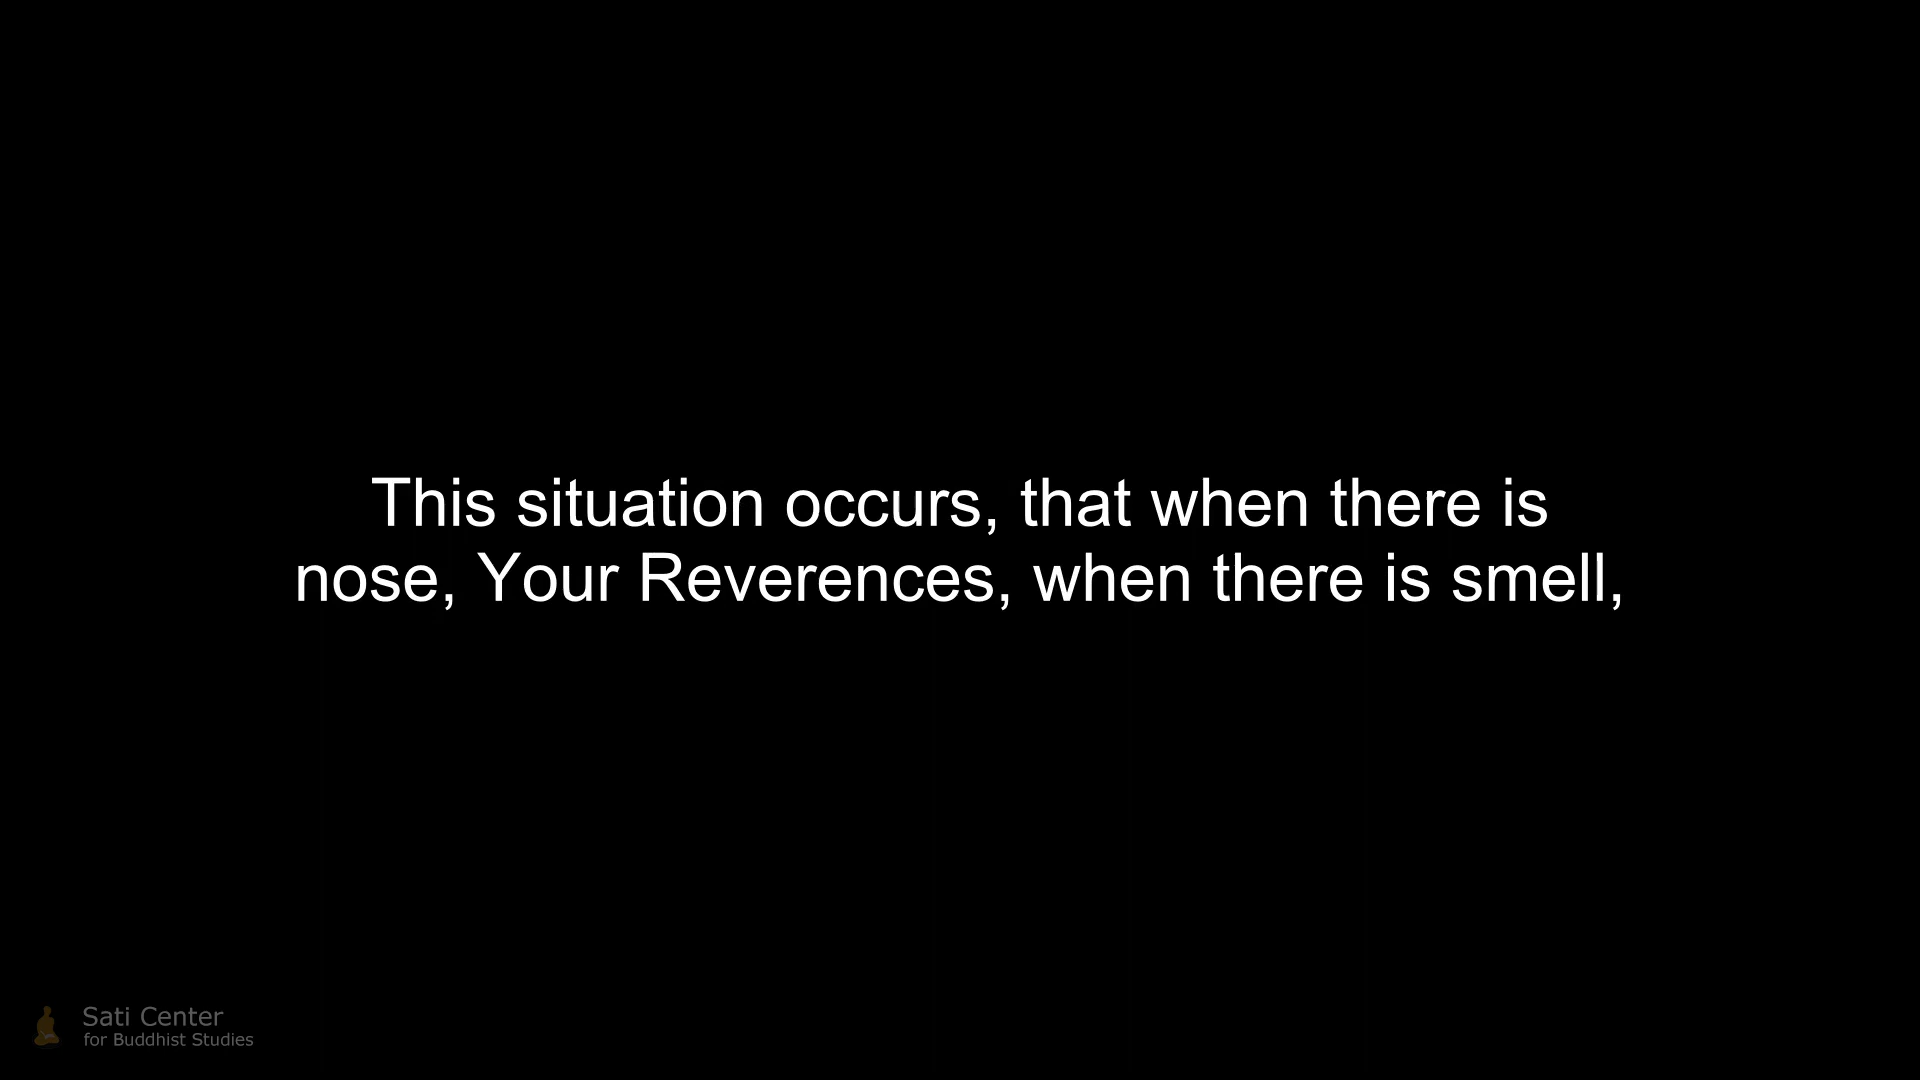 This situation occurs, that when there is
nose, Your Reverences, when there is smell,
Sati Center
for Buddhist Studies